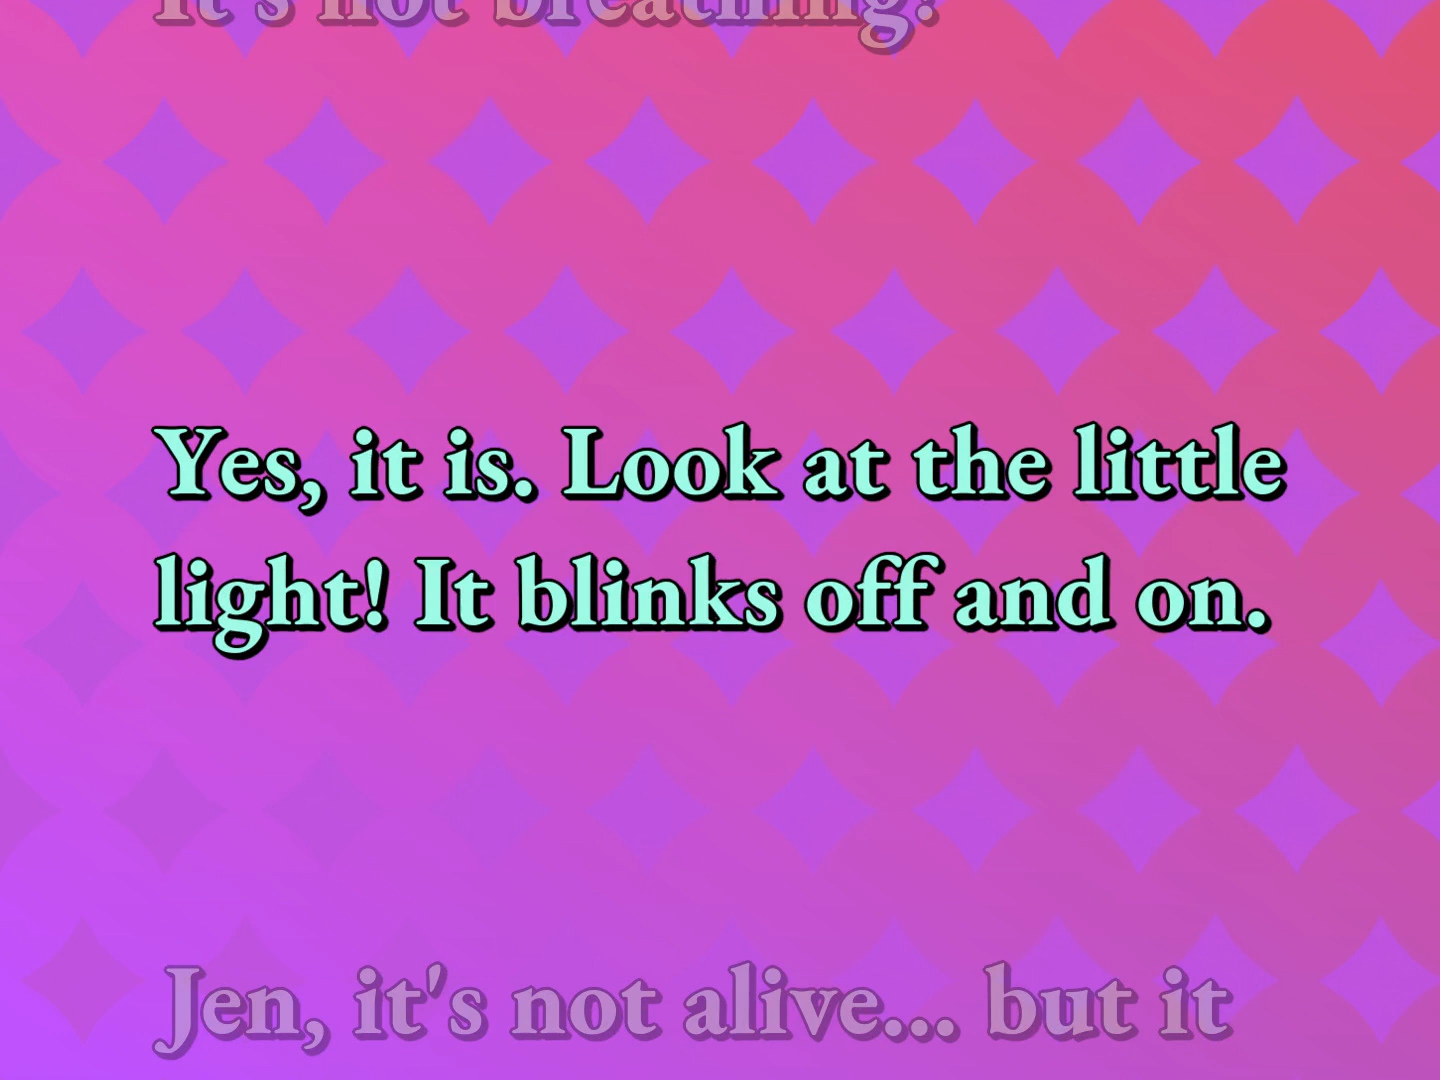 It's not breathing!
Yes, it is. Look at the little
light! It blinks off and on.
Jen, it's not alive... but it